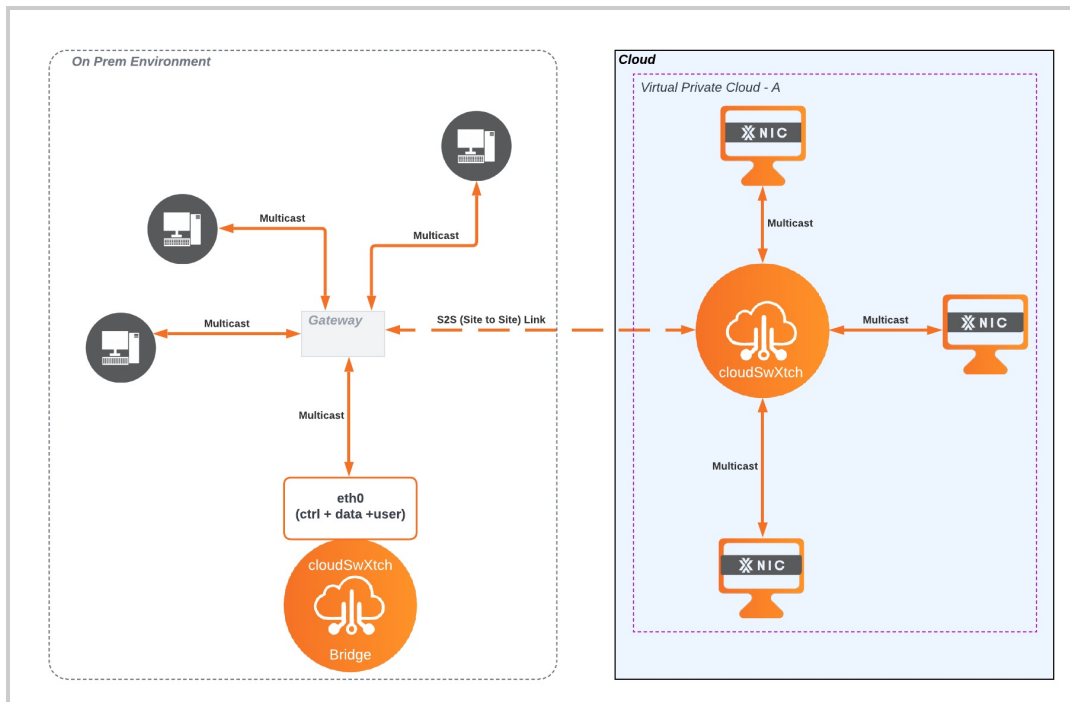 On Prem Environment
Cloud
Virtual Private Cloud - A
NIC
Multicast
Multicast
Multicast
Multicast
Gateway
S2S (Site to Site) Link
Multicast
NIC
cloudSwXtch
Multicast
Multicast
eth0
(ctrl + data +user)
NIC
cloudSwXtch
Bridge